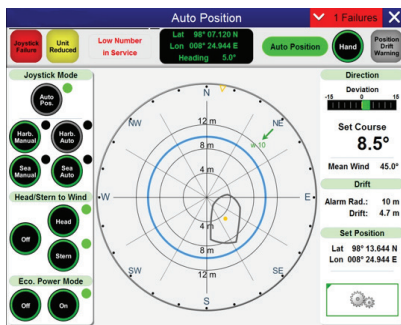 Auto Position
1 Failures
Joystick
Failure
Unit
Reduced
Low Number
in Service
Lat 98° 07.120 N
Lon 008° 24.944 E
Heading 5.0°
Auto Position
Hand
Position
Drift
Warning
Joystick Mode
Auto
Pos.
Harb.
Manual
Harb.
Auto
Sea
Manual
Sea
Auto
Head/Stern to Wind
Head
Off
Stern
Eco. Power Mode
Off
On
N
NW
NE
12 m
8 m
4 m
w 10
W
E
4 m
8 m
12 m
SW
SE
S
Direction
Deviation
-15 0 15
Set Course
8.5°
Mean Wind 45.0°
Drift
Alarm Rad.: 10 m
Drift: 4.7 m
Set Position
Lat 98° 13.644 N
Lon 008° 24.944 E